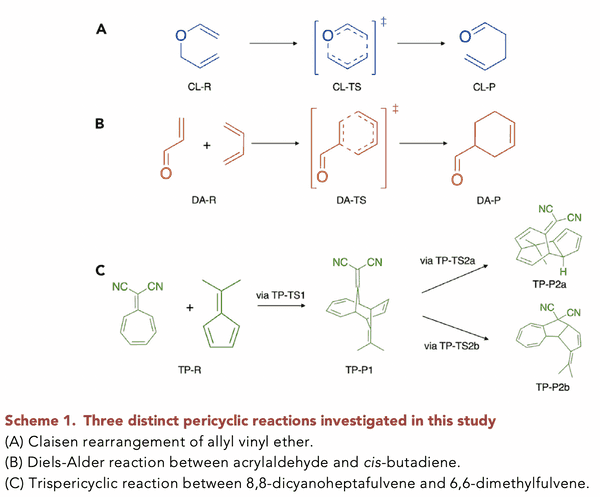 A
O
O
‡
O
CL-R
CL-TS
CL-P
B
+
‡
O
O
O
DA-R
DA-TS
DA-P
NC
CN
C
NC CN
+
via TP-TS1
NC CN
via TP-TS2a
H
TP-P2a
via TP-TS2b
NC CN
TP-R
TP-P1
TP-P2b
Scheme 1. Three distinct pericyclic reactions investigated in this study
(A) Claisen rearrangement of allyl vinyl ether.
(B) Diels-Alder reaction between acrylaldehyde and cis-butadiene.
(C) Trispericyclic reaction between 8,8-dicyanoheptafulvene and 6,6-dimethylfulvene.